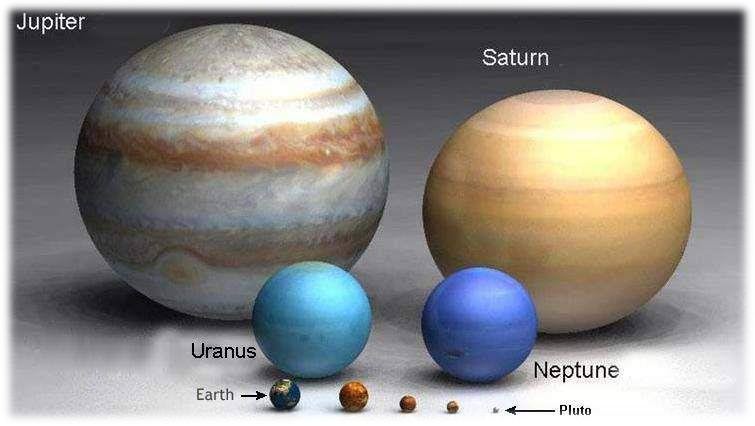 Jupiter
Saturn
Uranus
Neptune
Earth
Pluto